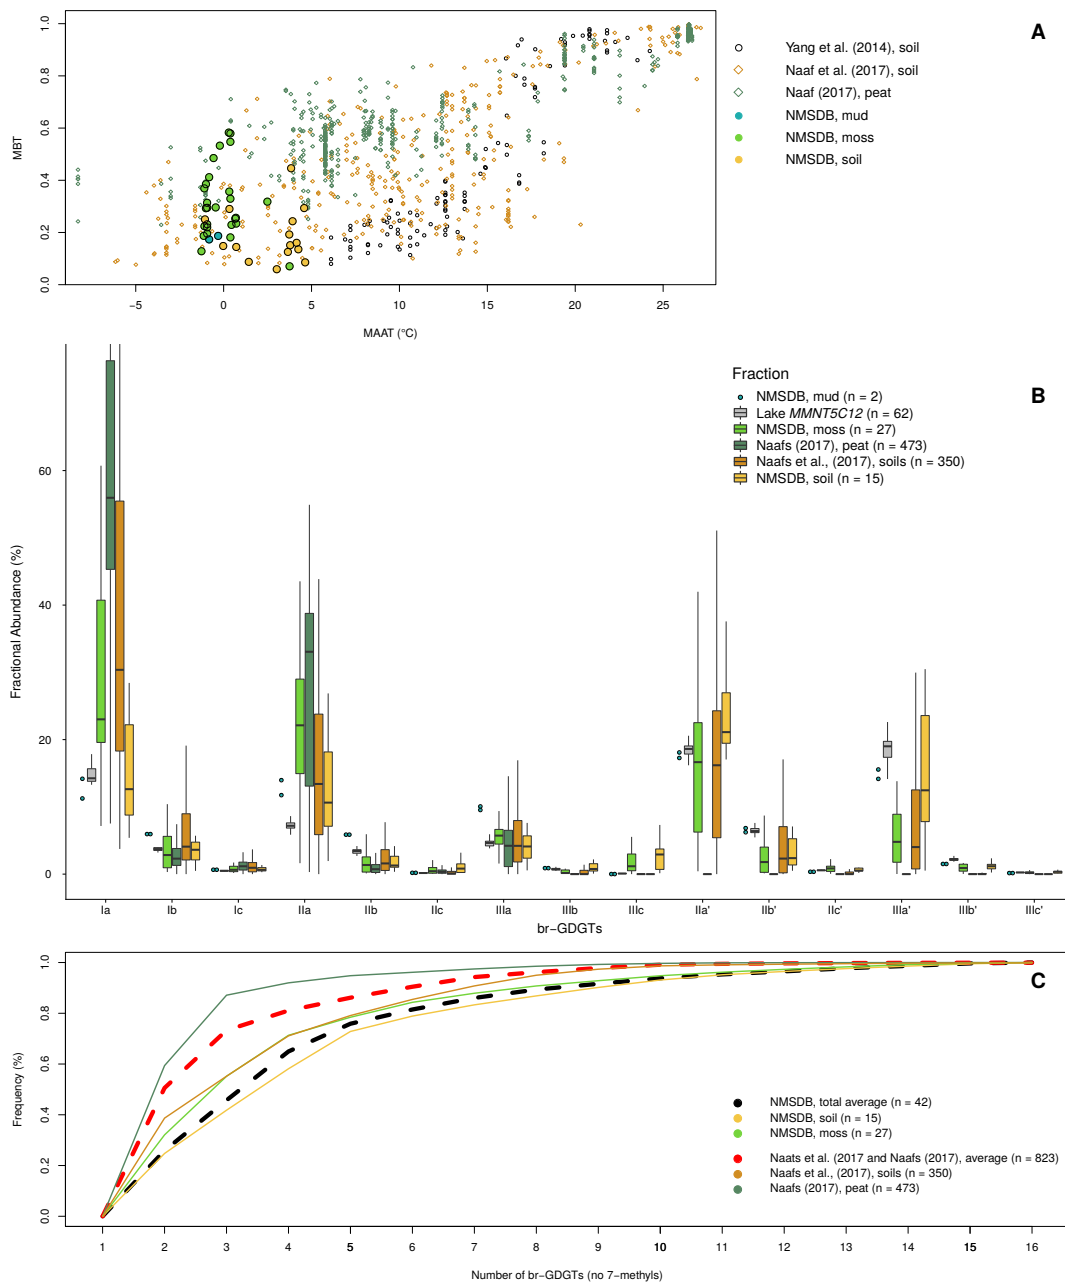 A
MBT
1.0
0.8
0.6
0.4
0.2
0.0
−5 0 5 10 15 20 25
MAAT (°C)
Yang et al. (2014), soil
Naaf et al. (2017), soil
Naaf (2017), peat
NMSDB, mud
NMSDB, moss
NMSDB, soil
B
Fractional Abundance (%)
60
40
20
0
Fraction
NMSDB, mud (n = 2)
Lake MMNT5C12 (n = 62)
NMSDB, moss (n = 27)
Naafs (2017), peat (n = 473)
Naafs et al., (2017), soils (n = 350)
NMSDB, soil (n = 15)
Ia Ib Ic IIa IIb IIc IIIa IIIb IIIc IIa' IIb' IIc' IIIa' IIIb' IIIc'
br−GDGTs
C
Frequency (%)
1.0
0.8
0.6
0.4
0.2
0.0
NMSDB, total average (n = 42)
NMSDB, soil (n = 15)
NMSDB, moss (n = 27)
Naats et al. (2017 and Naafs (2017), average (n = 823)
Naafs et al., (2017), soils (n = 350)
Naafs (2017), peat (n = 473)
1 2 3 4 5 6 7 8 9 10 11 12 13 14 15 16
Number of br−GDGTs (no 7−methyls)